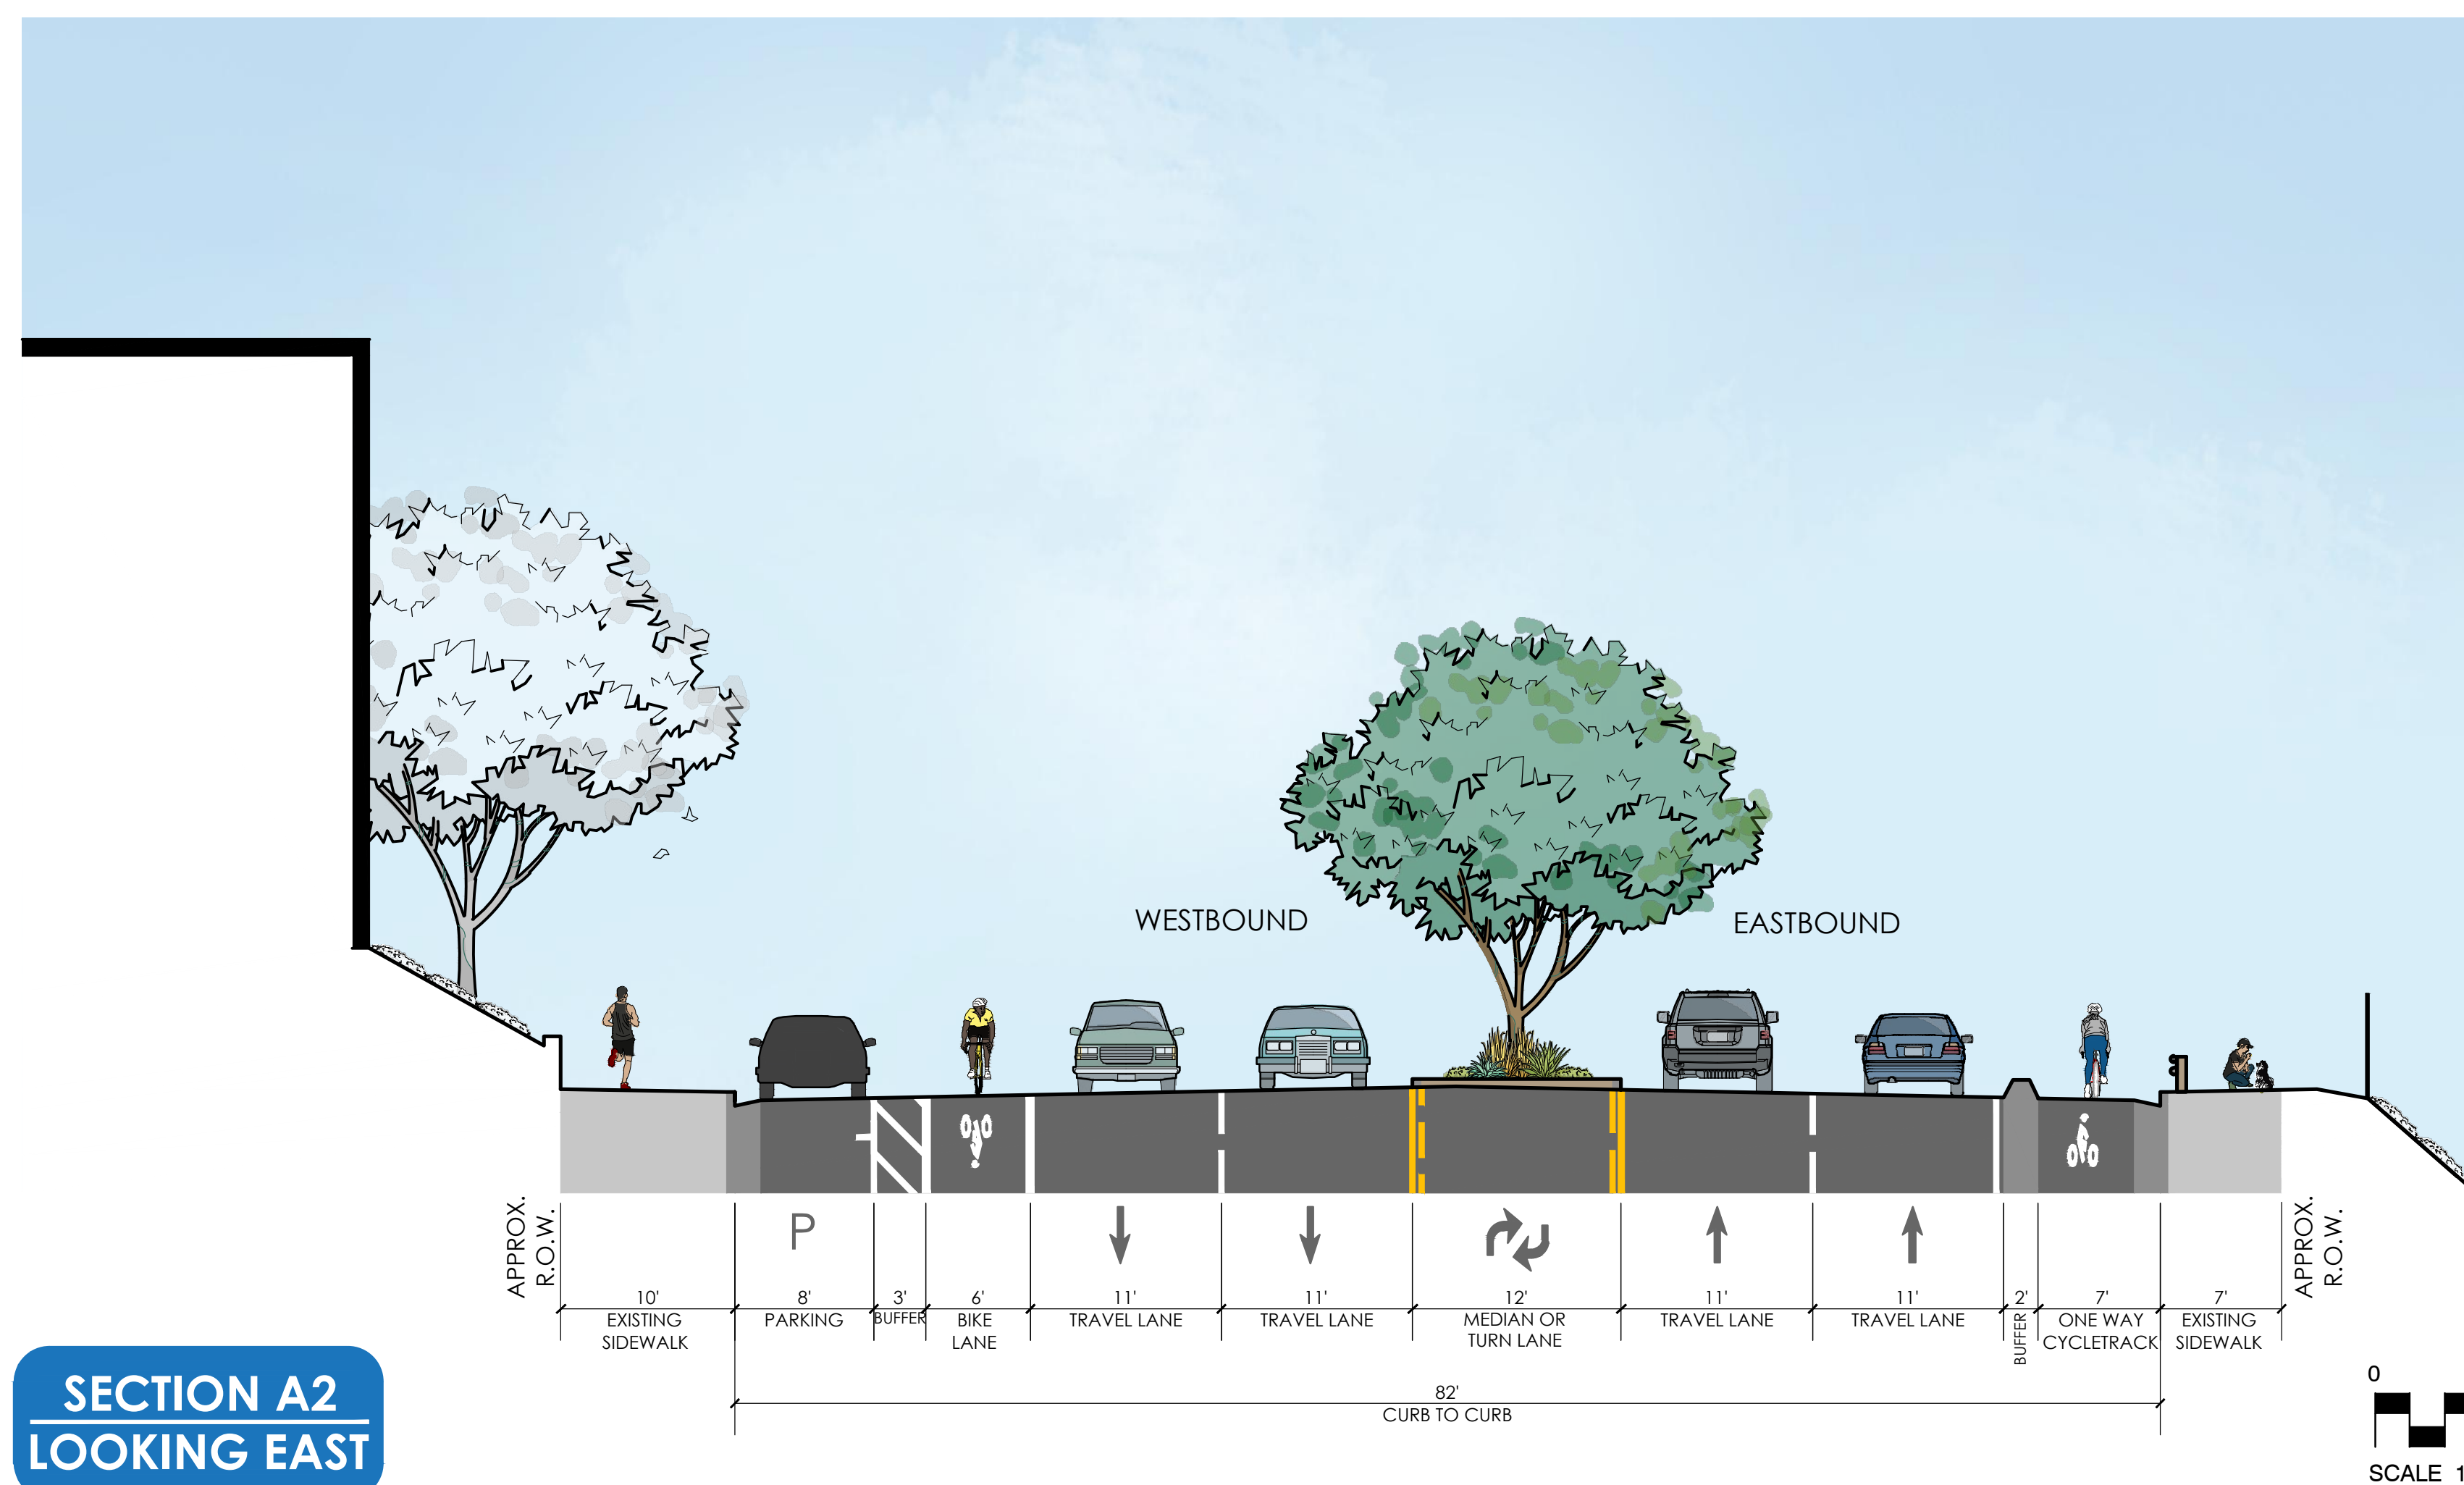 WESTBOUND
EASTBOUND
APPROX.
R.O.W.
P
APPROX.
R.O.W.
10'
EXISTING
SIDEWALK
8'
PARKING
3'
BUFFER
6'
BIKE
LANE
11'
TRAVEL LANE
11'
TRAVEL LANE
12'
MEDIAN OR
TURN LANE
11'
TRAVEL LANE
11'
TRAVEL LANE
2'
BUFFER
7'
ONE WAY
CYCLETRACK
7'
EXISTING
SIDEWALK
82'
CURB TO CURB
SECTION A2
LOOKING EAST
0
SCALE 1